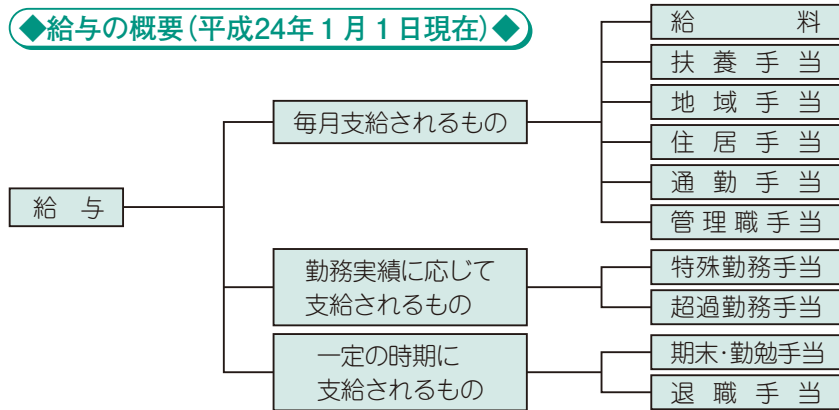 ◆給与の概要(平成24年1月1日現在)◆
給与
毎月支給されるもの
給料
扶養手当
地域手当
住居手当
通勤手当
管理職手当
勤務実績に応じて
支給されるもの
特殊勤務手当
超過勤務手当
一定の時期に
支給されるもの
期末・勤勉手当
退職手当